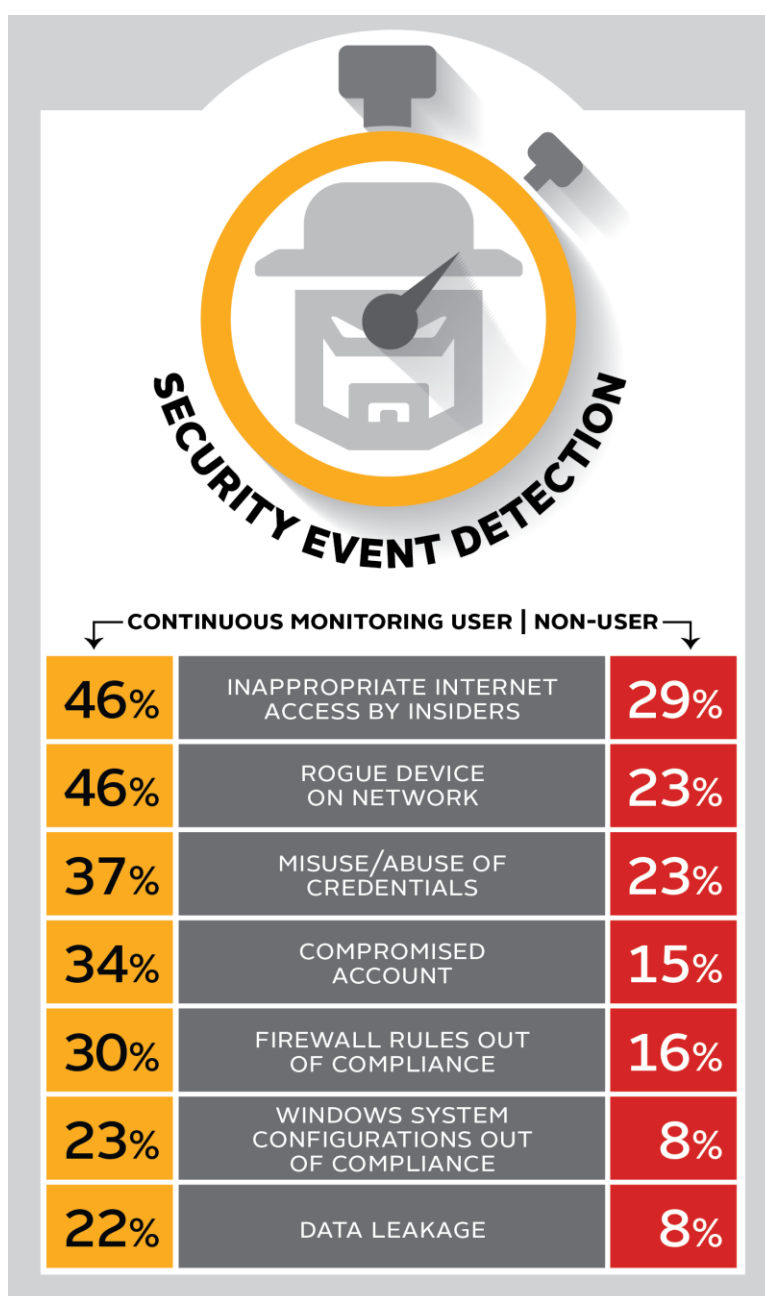 SECURITY EVENT DETECTION
CONTINUOUS MONITORING USER | NON-USER
46%
INAPPROPRIATE INTERNET
ACCESS BY INSIDERS
29%
46%
ROGUE DEVICE
ON NETWORK
23%
37%
MISUSE/ABUSE OF
CREDENTIALS
23%
34%
COMPROMISED
ACCOUNT
15%
30%
FIREWALL RULES OUT
OF COMPLIANCE
16%
23%
WINDOWS SYSTEM
CONFIGURATIONS OUT
OF COMPLIANCE
8%
22%
DATA LEAKAGE
8%